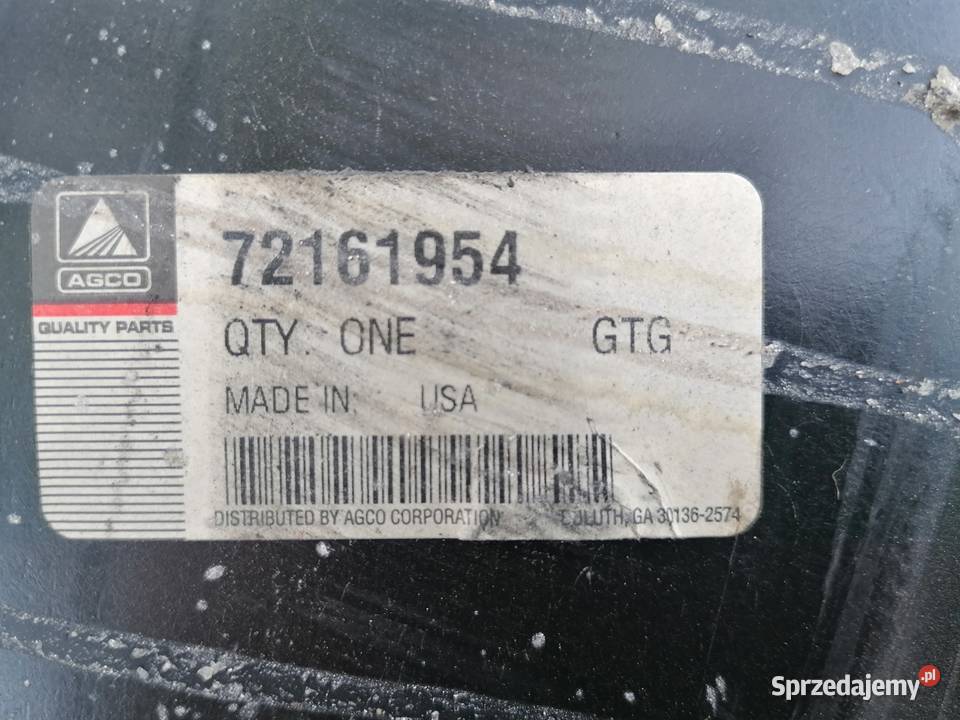 AGCO
QUALITY PARTS
72161954
QTY. ONE GTG
MADE IN: USA
DISTRIBUTED BY AGCO CORPORATION DULUTH, GA 30136-2574
Sprzedajemy.pl